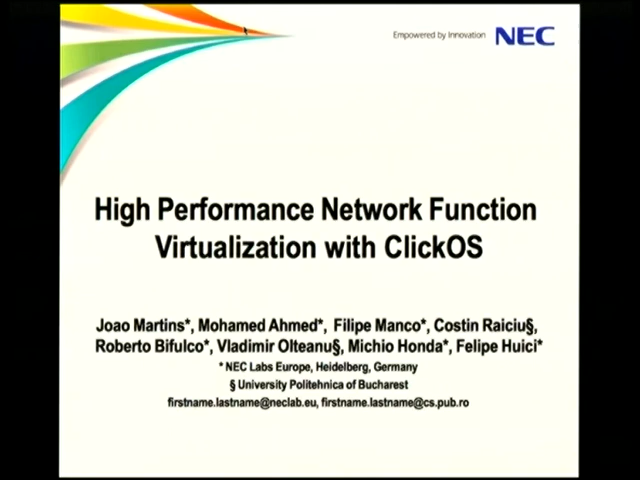 Empowered by Innovation NEC
High Performance Network Function
Virtualization with ClickOS
Joao Martins*, Mohamed Ahmed*, Filipe Manco*, Costin Raiciu§,
Roberto Bifulco*, Vladimir Olteanu§, Michio Honda*, Felipe Huici*
* NEC Labs Europe, Heidelberg, Germany
§ University Politehnica of Bucharest
firstname.lastname@neclab.eu, firstname.lastname@cs.pub.ro